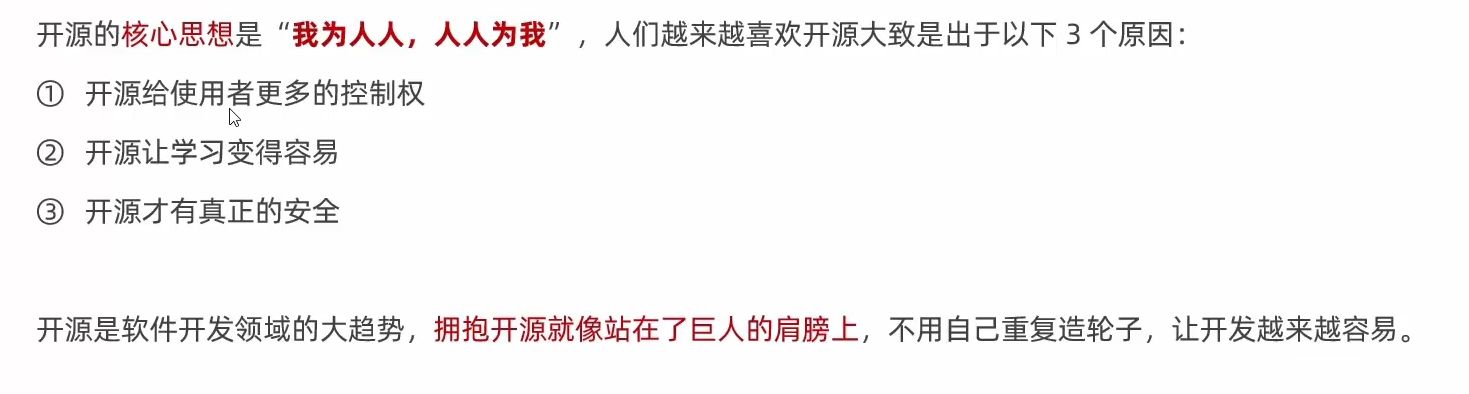 开源的核心思想是“我为人人，人人为我”，人们越来越喜欢开源大致是出于以下 3 个原因：
① 开源给使用者更多的控制权
② 开源让学习变得容易
③ 开源才有真正的安全
开源是软件开发领域的大趋势，拥抱开源就像站在了巨人的肩膀上，不用自己重复造轮子，让开发越来越容易。